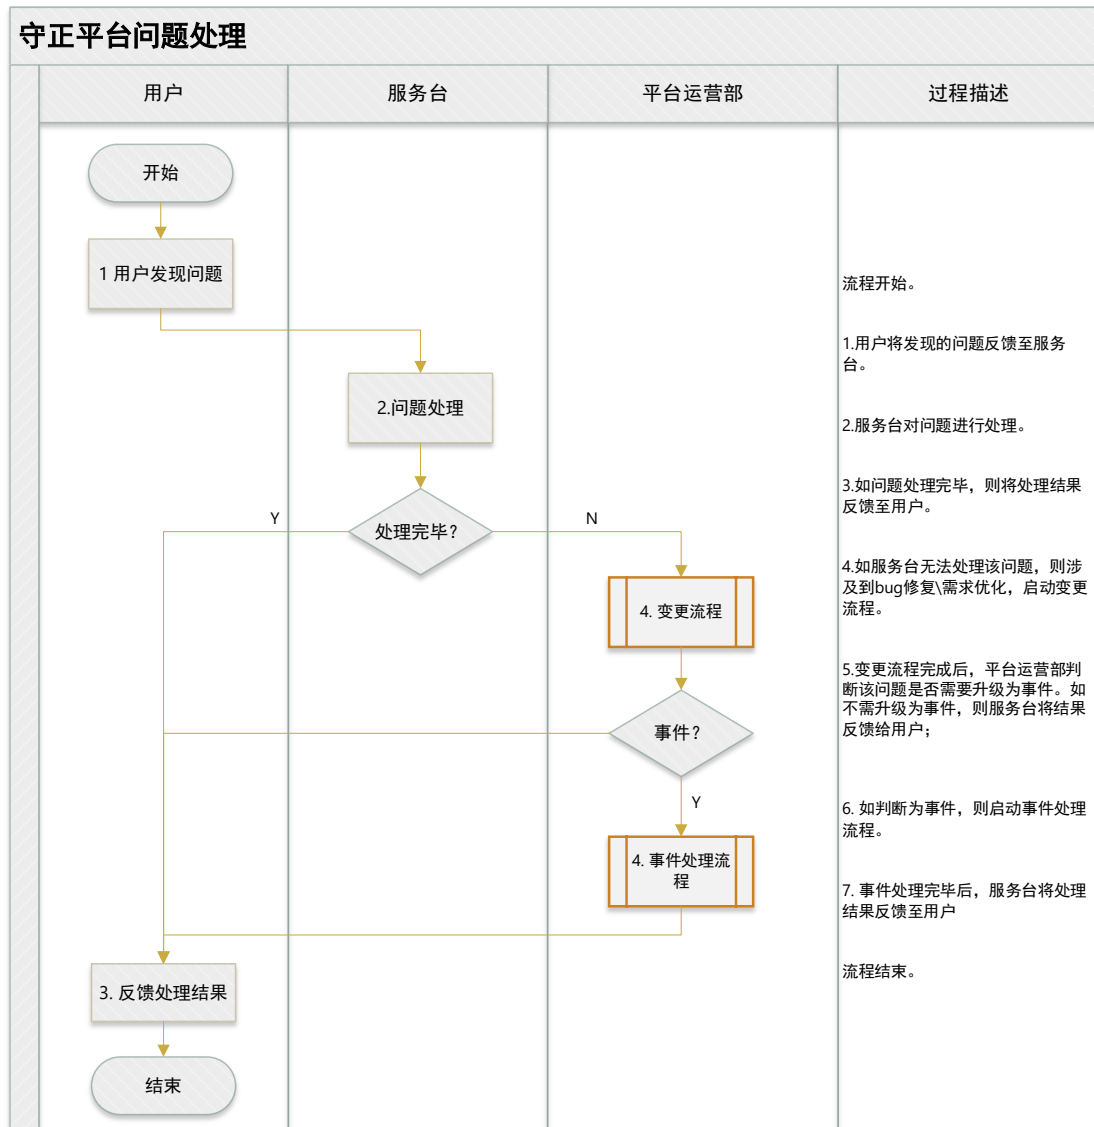 守正平台问题处理
用户
服务台
平台运营部
过程描述
开始
1 用户发现问题
2.问题处理
处理完毕？
Y
N
4. 变更流程
事件？
Y
4. 事件处理流
程
3. 反馈处理结果
结束
流程开始。
1.用户将发现的问题反馈至服务
台。
2.服务台对问题进行处理。
3.如问题处理完毕，则将处理结果
反馈至用户。
4.如服务台无法处理该问题，则涉
及到bug修复\需求优化，启动变更
流程。
5.变更流程完成后，平台运营部判
断该问题是否需要升级为事件。如
不需升级为事件，则服务台将结果
反馈给用户；
6. 如判断为事件，则启动事件处理
流程。
7. 事件处理完毕后，服务台将处理
结果反馈至用户
流程结束。